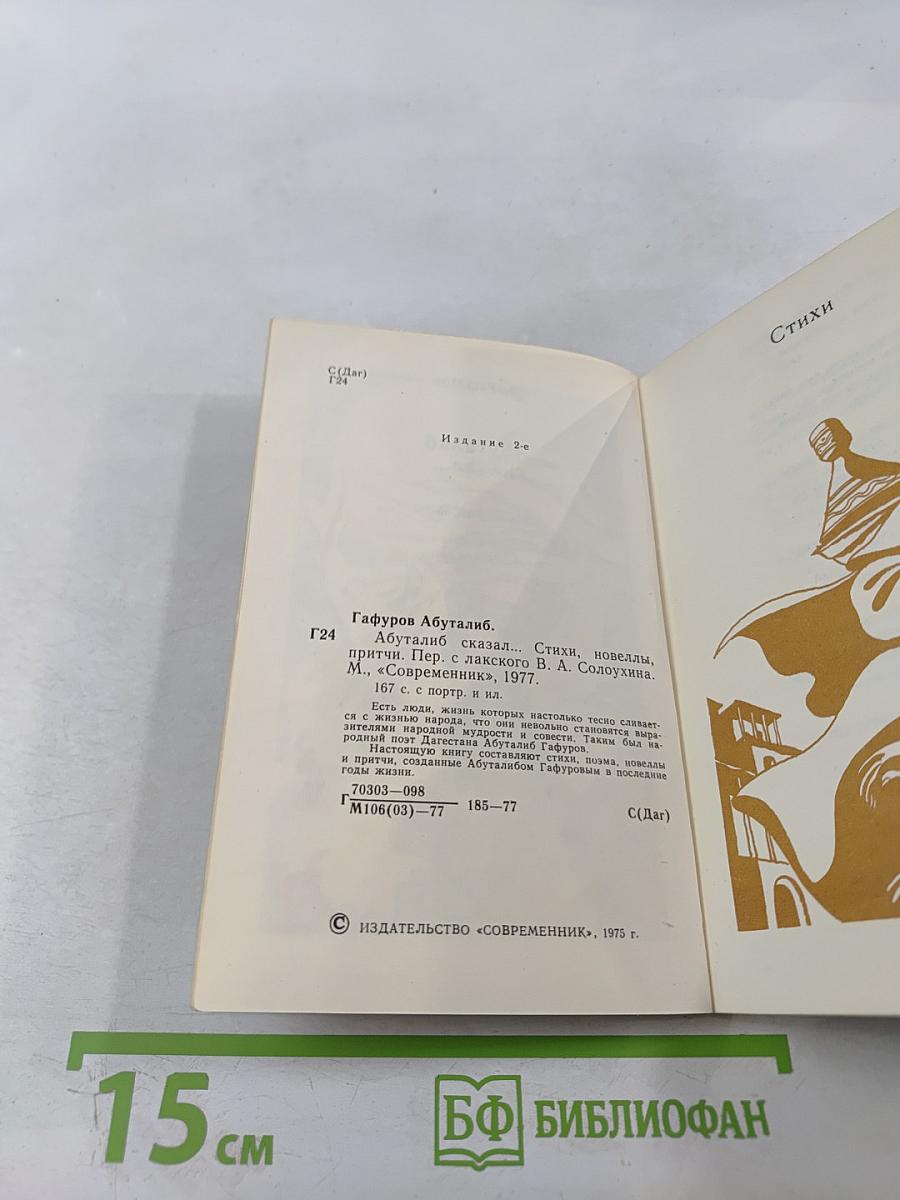 С(Даг)
Г24
Издание 2-е
Гафуров Абуталиб.
Г24 Абуталиб сказал... Стихи, новеллы,
притчи. Пер. с лакского В. А. Солоухина.
М., «Современник», 1977.
167 с. с портр. и ил.
Есть люди, жизнь которых настолько тесно сливает-
ся с жизнью народа, что они невольно становятся выра-
зителями народной мудрости и совести. Таким был на-
родный поэт Дагестана Абуталиб Гафуров.
Настоящую книгу составляют стихи, поэма, новеллы
и притчи, созданные Абуталибом Гафуровым в последние
годы жизни.
70303—098
Г 185—77
М106(03)—77
С(Даг)
© ИЗДАТЕЛЬСТВО «СОВРЕМЕННИК», 1975 г.
Стихи
15 см
БФ БИБЛИОФАН